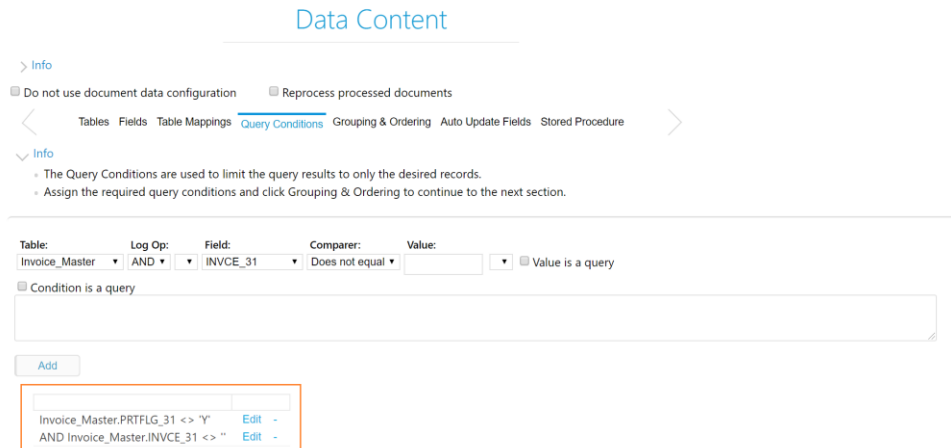 Data Content
Info
Do not use document data configuration Reprocess processed documents
Tables Fields Table Mappings Query Conditions Grouping & Ordering Auto Update Fields Stored Procedure
Info
The Query Conditions are used to limit the query results to only the desired records.
Assign the required query conditions and click Grouping & Ordering to continue to the next section.
Table: Log Op: Field: Comparer: Value:
Invoice_Master AND INVCE_31 Does not equal Value is a query
Condition is a query
Add
Invoice_Master.PRTFLG_31 <> 'Y' Edit -
AND Invoice_Master.INVCE_31 <> '' Edit -